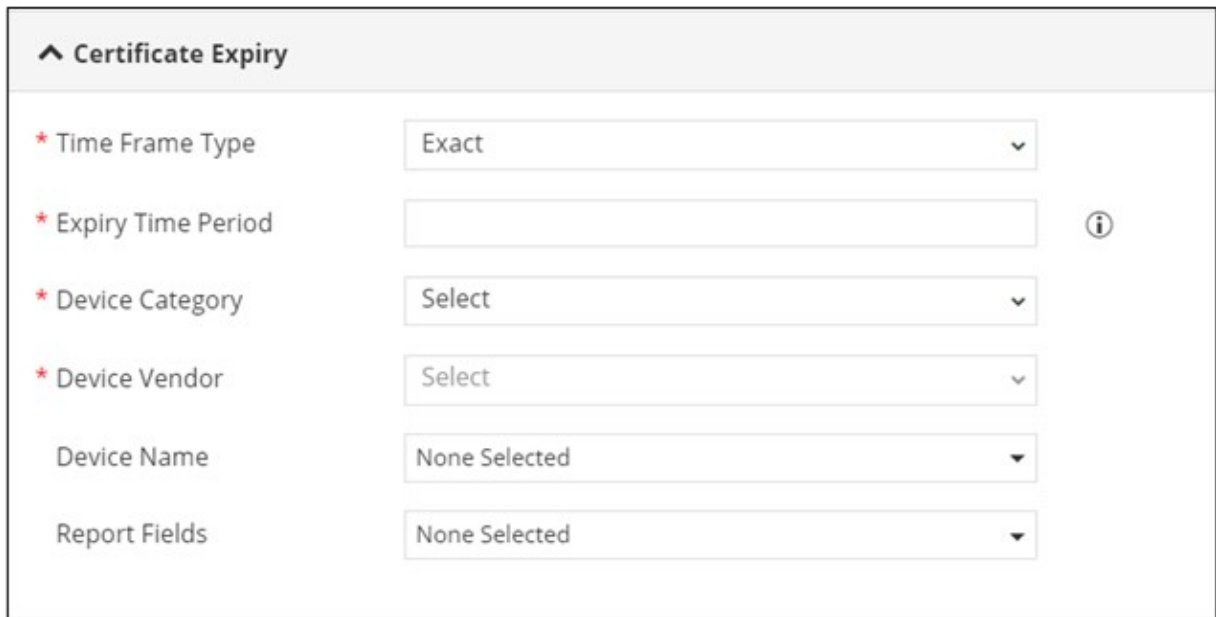 Certificate Expiry
* Time Frame Type Exact
* Expiry Time Period
* Device Category Select
* Device Vendor Select
Device Name None Selected
Report Fields None Selected